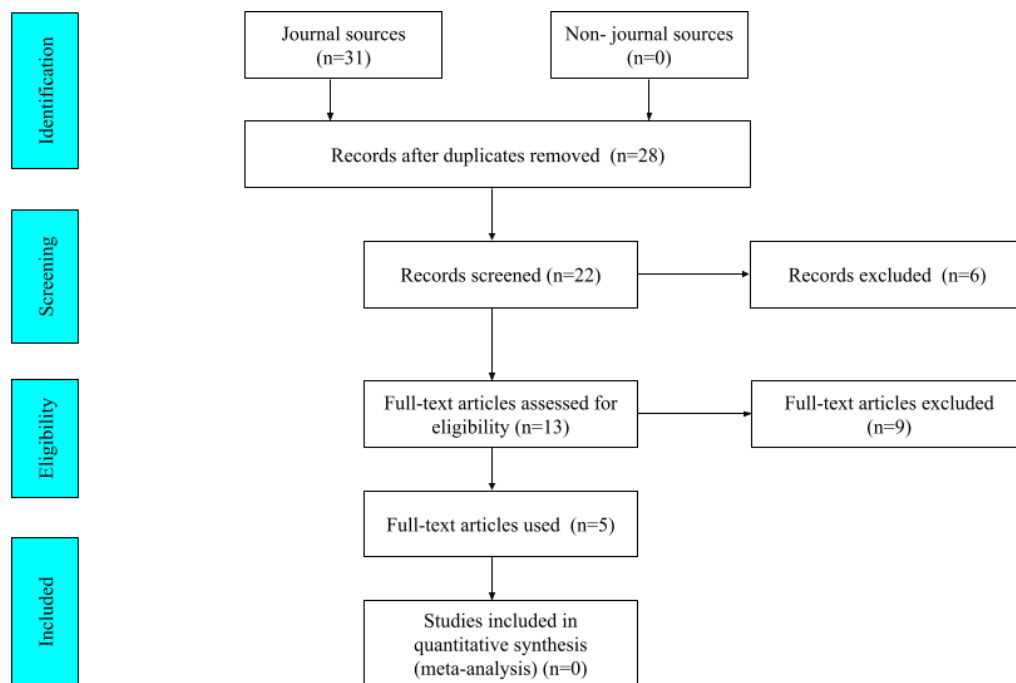 Identification
Journal sources
(n=31)
Non- journal sources
(n=0)
Records after duplicates removed (n=28)
Screening
Records screened (n=22)
Records excluded (n=6)
Eligibility
Full-text articles assessed for
eligibility (n=13)
Full-text articles excluded
(n=9)
Full-text articles used (n=5)
Included
Studies included in
quantitative synthesis
(meta-analysis) (n=0)